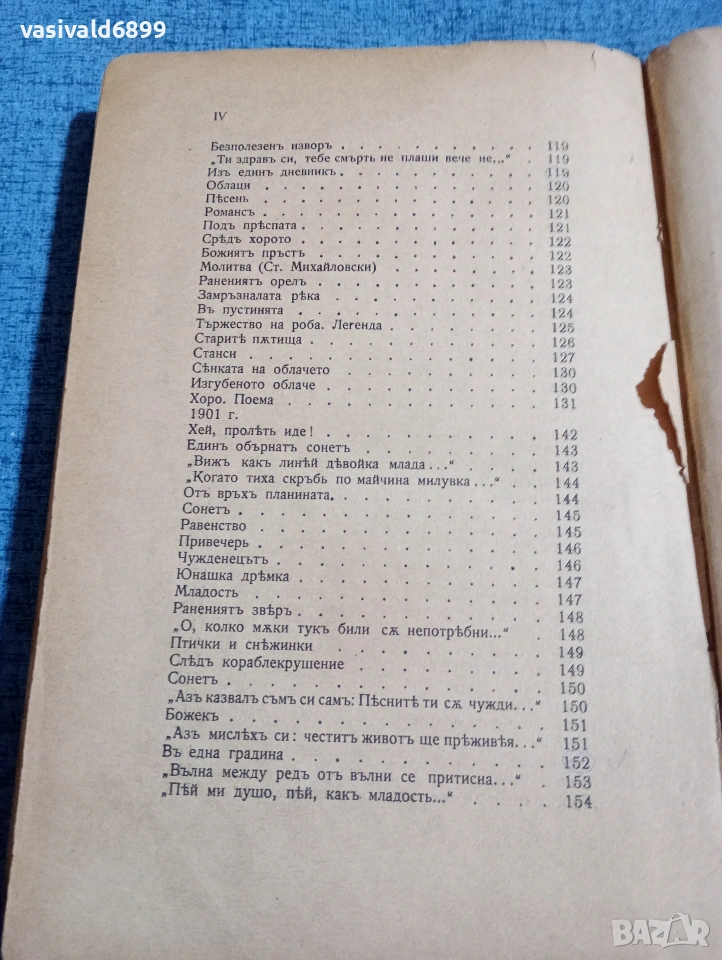 vasivald6899
IV
Безполезенъ изворъ . . . . . . . . . . . 119
„Ти здравъ си, тебе смърть не плаши вече не...“ . 119
Изъ единъ дневникъ . . . . . . . . . . . 119
Облаци . . . . . . . . . . . . . 120
Пѣсень . . . . . . . . . . . . . 120
Романсъ . . . . . . . . . . . . . 121
Подъ прѣспата . . . . . . . . . . . . 121
Срѣдъ хорото . . . . . . . . . . . . 122
Божиятъ пръстъ . . . . . . . . . . . . 122
Молитва (Ст. Михайловски) . . . . . . . . . 123
Ранениятъ орелъ . . . . . . . . . . . . 123
Замръзналата рѣка . . . . . . . . . . . 124
Въ пустинята . . . . . . . . . . . . 124
Тържество на роба. Легенда . . . . . . . . . 125
Старитѣ пѫтища . . . . . . . . . . . . 126
Станси . . . . . . . . . . . . . 127
Сѣнката на облачето . . . . . . . . . . 130
Изгубеното облаче . . . . . . . . . . . 130
Хоро. Поема . . . . . . . . . . . . 131
1901 г.
Хей, пролѣть иде! . . . . . . . . . . . 142
Единъ обърнатъ сонетъ . . . . . . . . . . 143
„Вижъ какъ линѣй дѣвойка млада...“ . . . . . . 143
„Когато тиха скръбь по майчина милувка...“ . . . . 144
Отъ връхъ планината. . . . . . . . . . . 144
Сонетъ . . . . . . . . . . . . . 145
Равенство . . . . . . . . . . . . . 145
Привечерь . . . . . . . . . . . . . 146
Чужденецътъ . . . . . . . . . . . . 146
Юнашка дрѣмка . . . . . . . . . . . . 147
Младость . . . . . . . . . . . . . 147
Ранениятъ звѣръ . . . . . . . . . . . . 148
„О, колко мѫки тукъ били сѫ непотрѣбни...“ . 148
Птички и снѣжинки . . . . . . . . . . . 149
Слѣдъ кораблекрушение . . . . . . . . . . 149
Сонетъ . . . . . . . . . . . . . 150
„Азъ казвалъ съмъ си самъ: Пѣснитѣ ти сѫ чужди...“ 150
Божекъ . . . . . . . . . . . . . 151
„Азъ мислѣхъ си: честитъ животъ ще прѣживѣя...“ 151
Въ една градина . . . . . . . . . . . . 152
„Вълна между редъ отъ вълни се притисна...“ . 153
„Пѣй ми душо, пѣй, какъ младость...“ . . . . 154
BAZAR